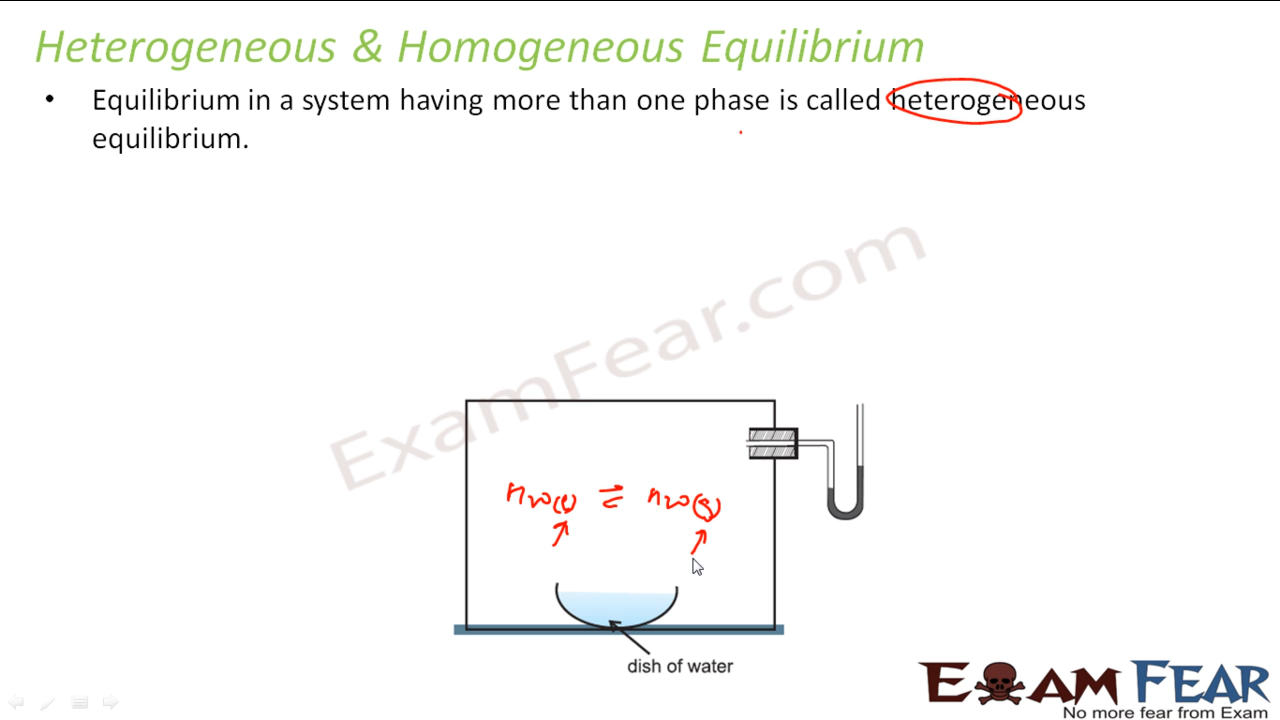 Heterogeneous & Homogeneous Equilibrium
• Equilibrium in a system having more than one phase is called heterogeneous
equilibrium.
ExamFear.com
H2O(l) ⇌ H2O(g)
dish of water
EXAM FEAR
No more fear from Exam